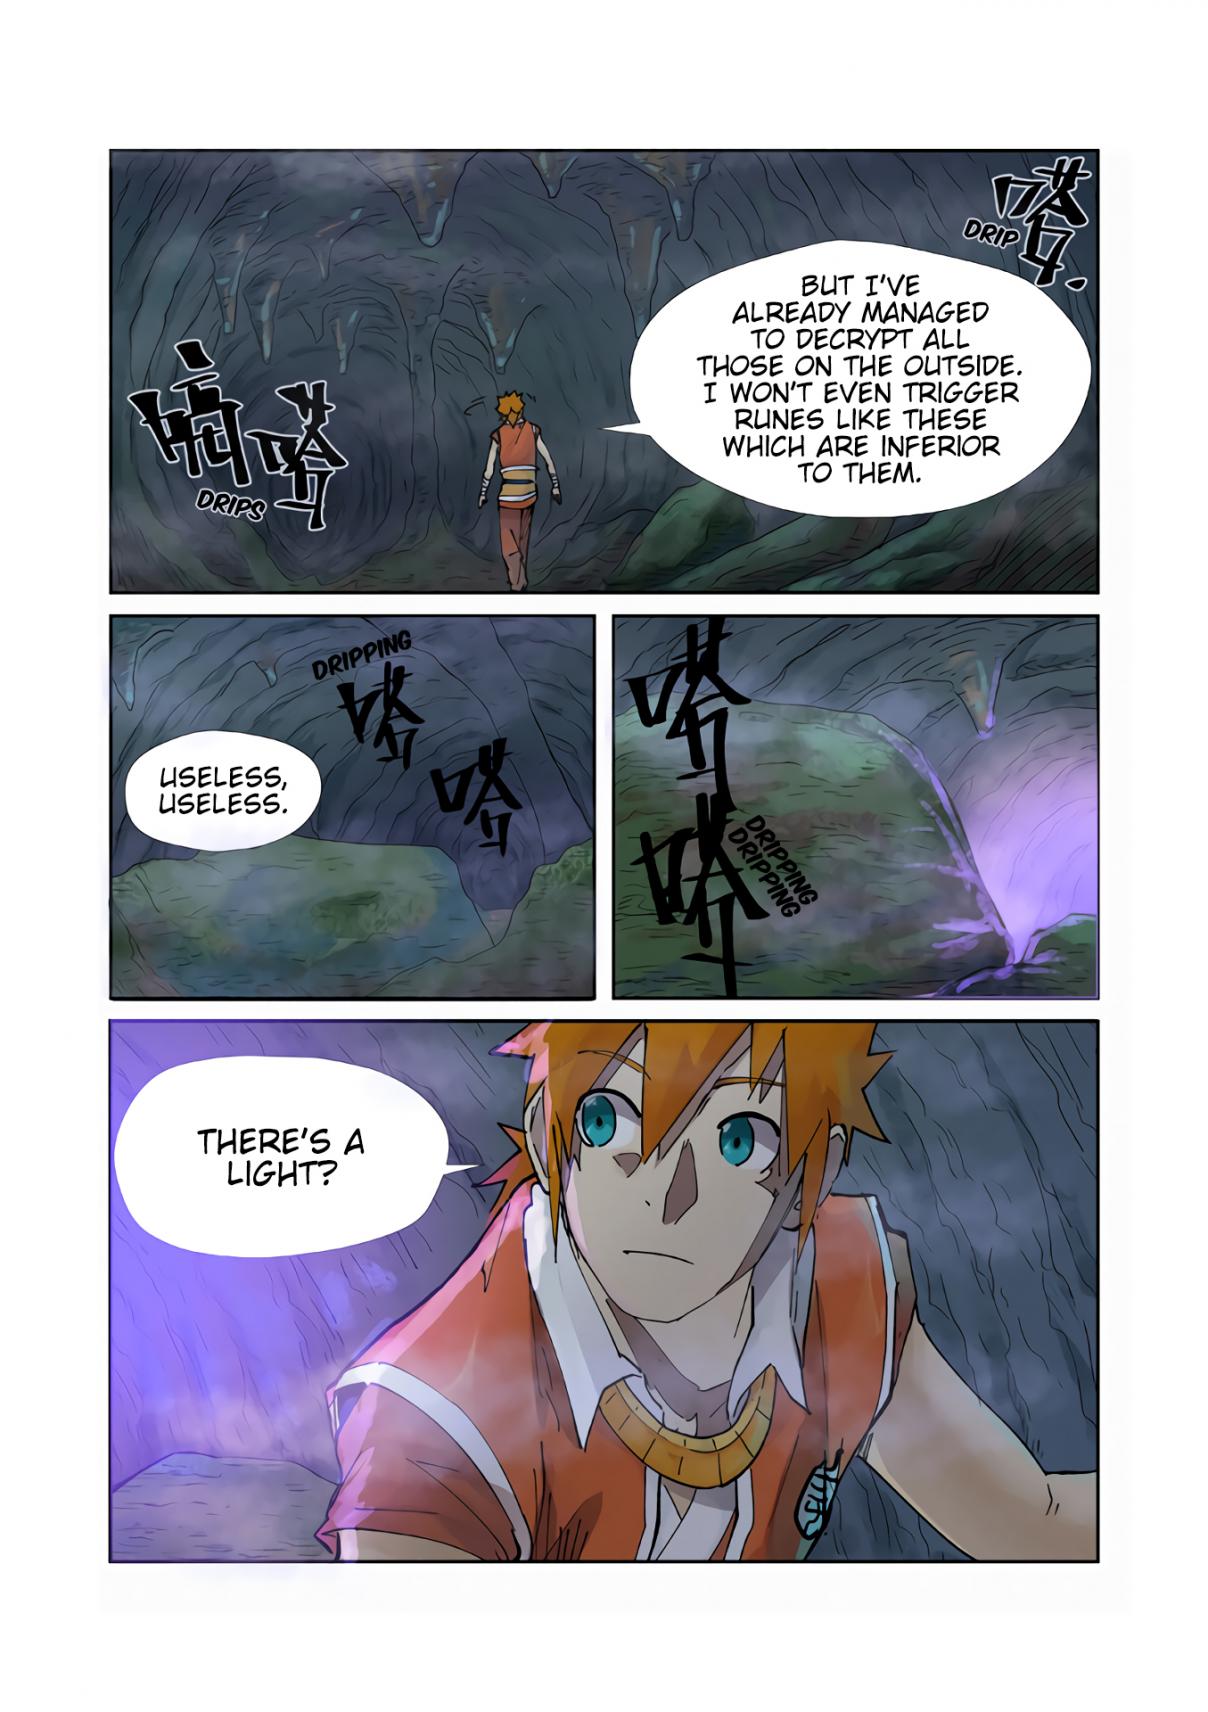 嗒.
DRIP
BUT I'VE
ALREADY MANAGED
TO DECRYPT ALL
THOSE ON THE OUTSIDE.
I WON'T EVEN TRIGGER
RUNES LIKE THESE
WHICH ARE INFERIOR
TO THEM.
嘀嗒
DRIPS
DRIPPING
嗒
嗒
USELESS,
USELESS.
嗒
嗒
DRIPPING
DRIPPING
THERE'S A
LIGHT?